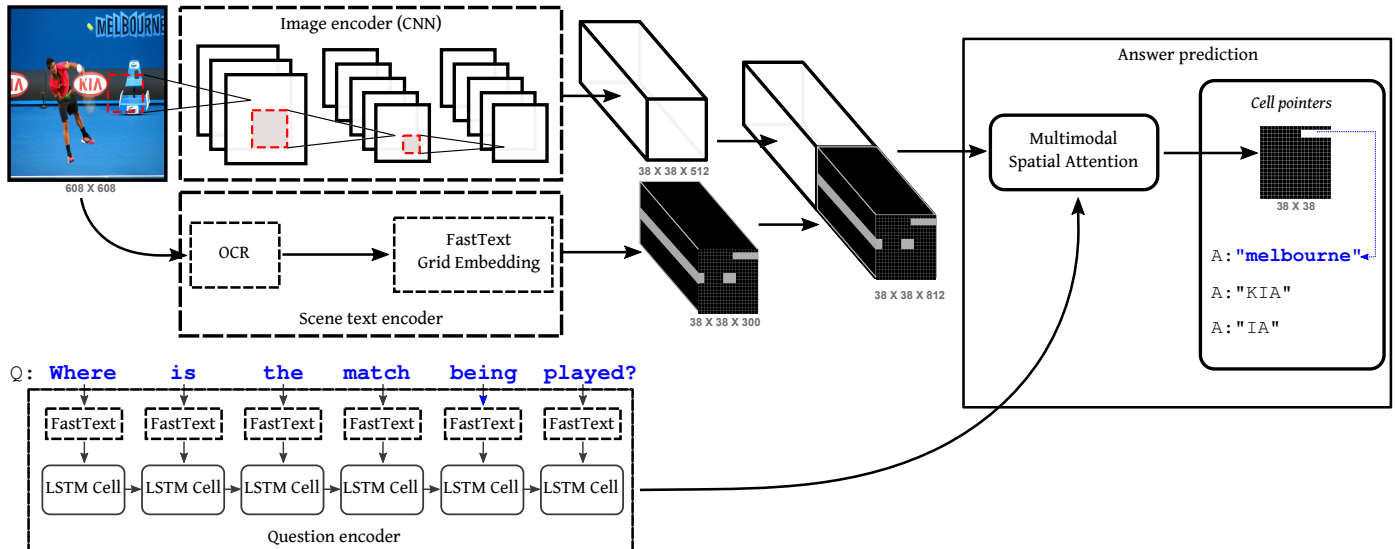 MELBOURNE
KIA
IA
608 X 608
Image encoder (CNN)
38 X 38 X 512
OCR
FastText
Grid Embedding
Scene text encoder
38 X 38 X 300
38 X 38 X 812
Answer prediction
Multimodal
Spatial Attention
Cell pointers
38 X 38
A:"melbourne"
A:"KIA"
A:"IA"
Q: Where is the match being played?
FastText FastText FastText FastText FastText FastText
LSTM Cell LSTM Cell LSTM Cell LSTM Cell LSTM Cell LSTM Cell
Question encoder